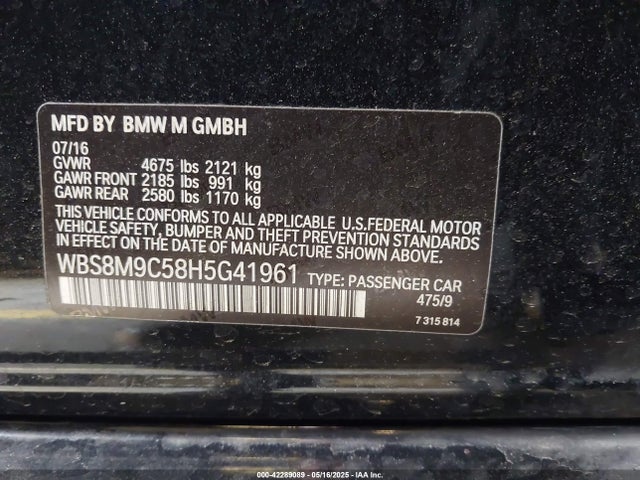 MFD BY BMW M GMBH
07/16
GVWR 4675 lbs 2121 kg
GAWR FRONT 2185 lbs 991 kg
GAWR REAR 2580 lbs 1170 kg
THIS VEHICLE CONFORMS TO ALL APPLICABLE U.S.FEDERAL MOTOR
VEHICLE SAFETY, BUMPER AND THEFT PREVENTION STANDARDS
IN EFFECT ON THE DATE OF MANUFACTURE SHOWN ABOVE.
WBS8M9C58H5G41961 TYPE: PASSENGER CAR
475/9
7 315 814
000-42289089 - 05/16/2025 - IAA Inc.